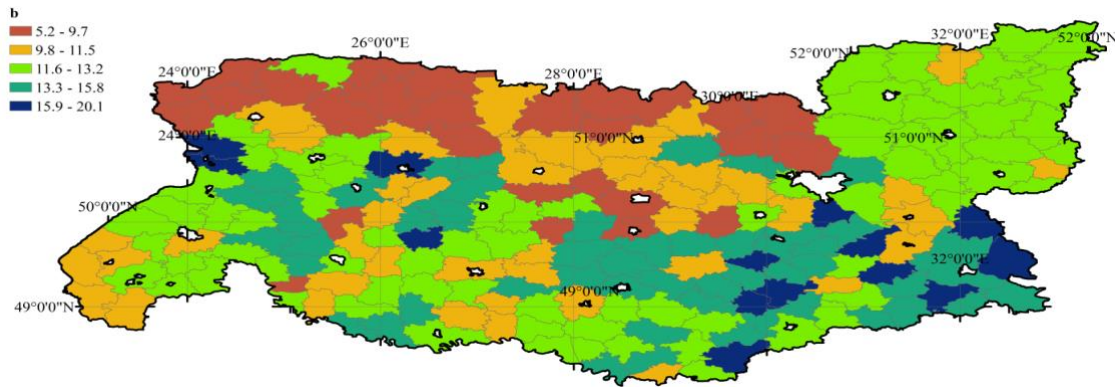 b
5.2 - 9.7
9.8 - 11.5
11.6 - 13.2
13.3 - 15.8
15.9 - 20.1
26°0'0"E
32°0'0"E
52°0'0"N
52°0'0"N
24°0'0"E
28°0'0"E
30°0'0"E
24°0'0"E
51°0'0"N
51°0'0"N
50°0'0"N
32°0'0"E
49°0'0"N
49°0'0"N